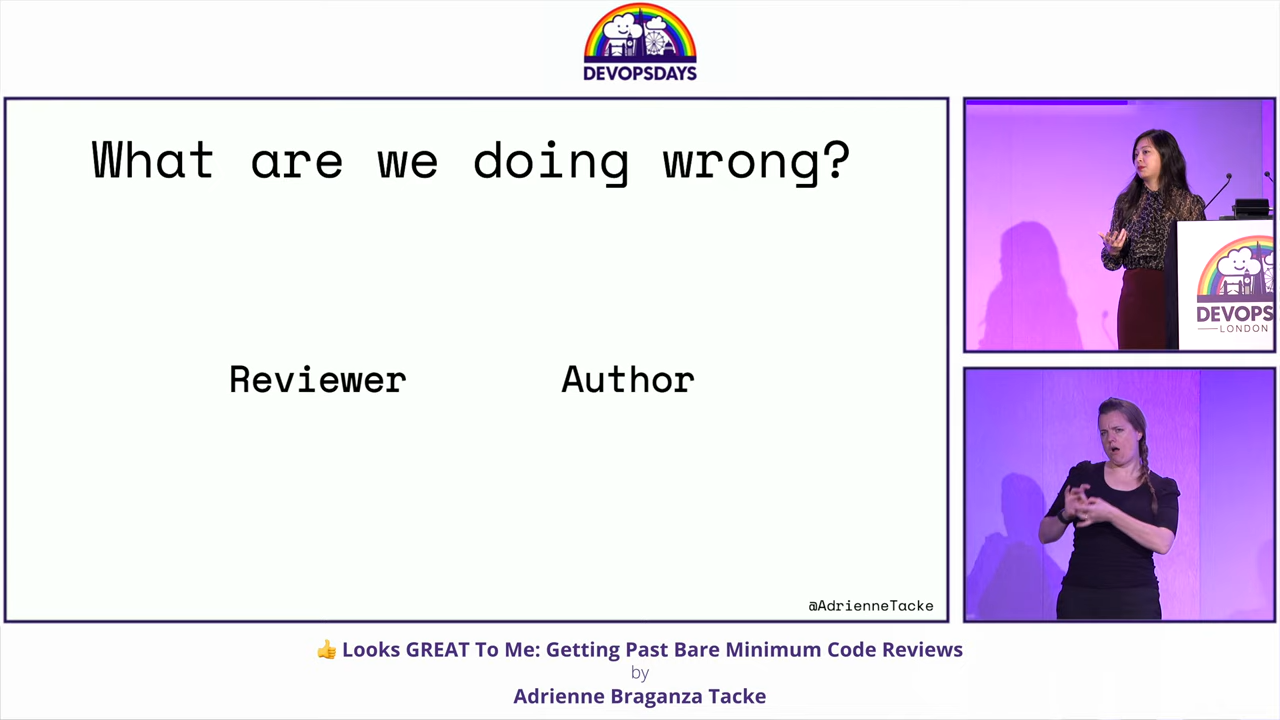 DEVOPSDAYS
What are we doing wrong?
Reviewer
Author
@AdrienneTacke
DEVOPS
LONDON
👍 Looks GREAT To Me: Getting Past Bare Minimum Code Reviews
by
Adrienne Braganza Tacke